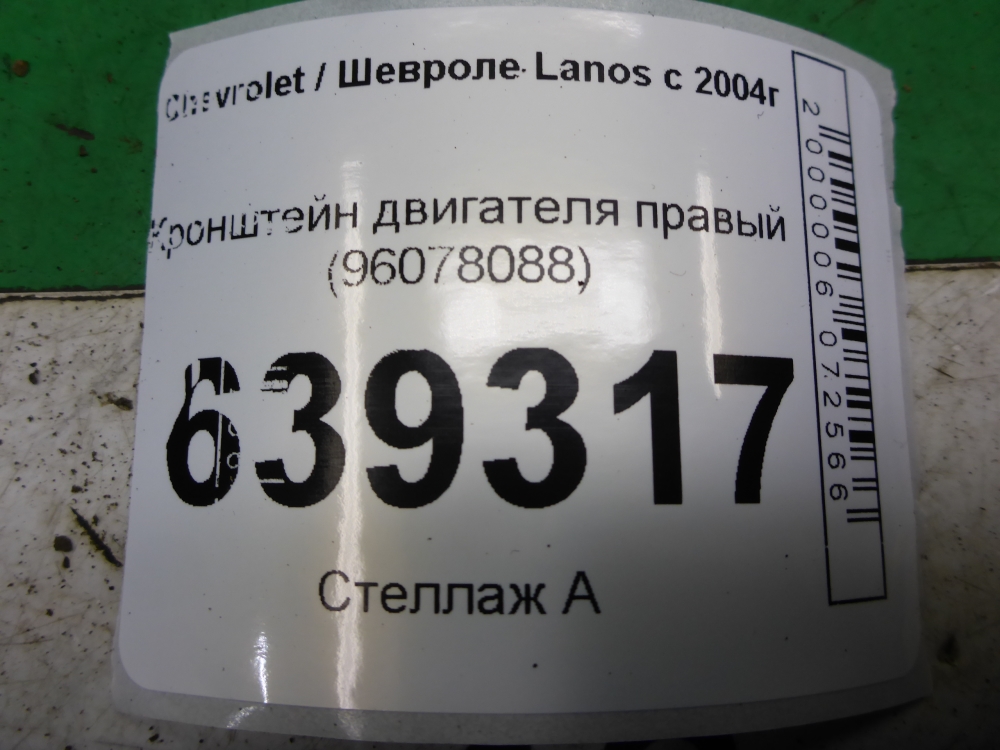 Chevrolet / Шевроле Lanos с 2004г
Кронштейн двигателя правый
(96078088)
639317
Стеллаж А
2000006072566